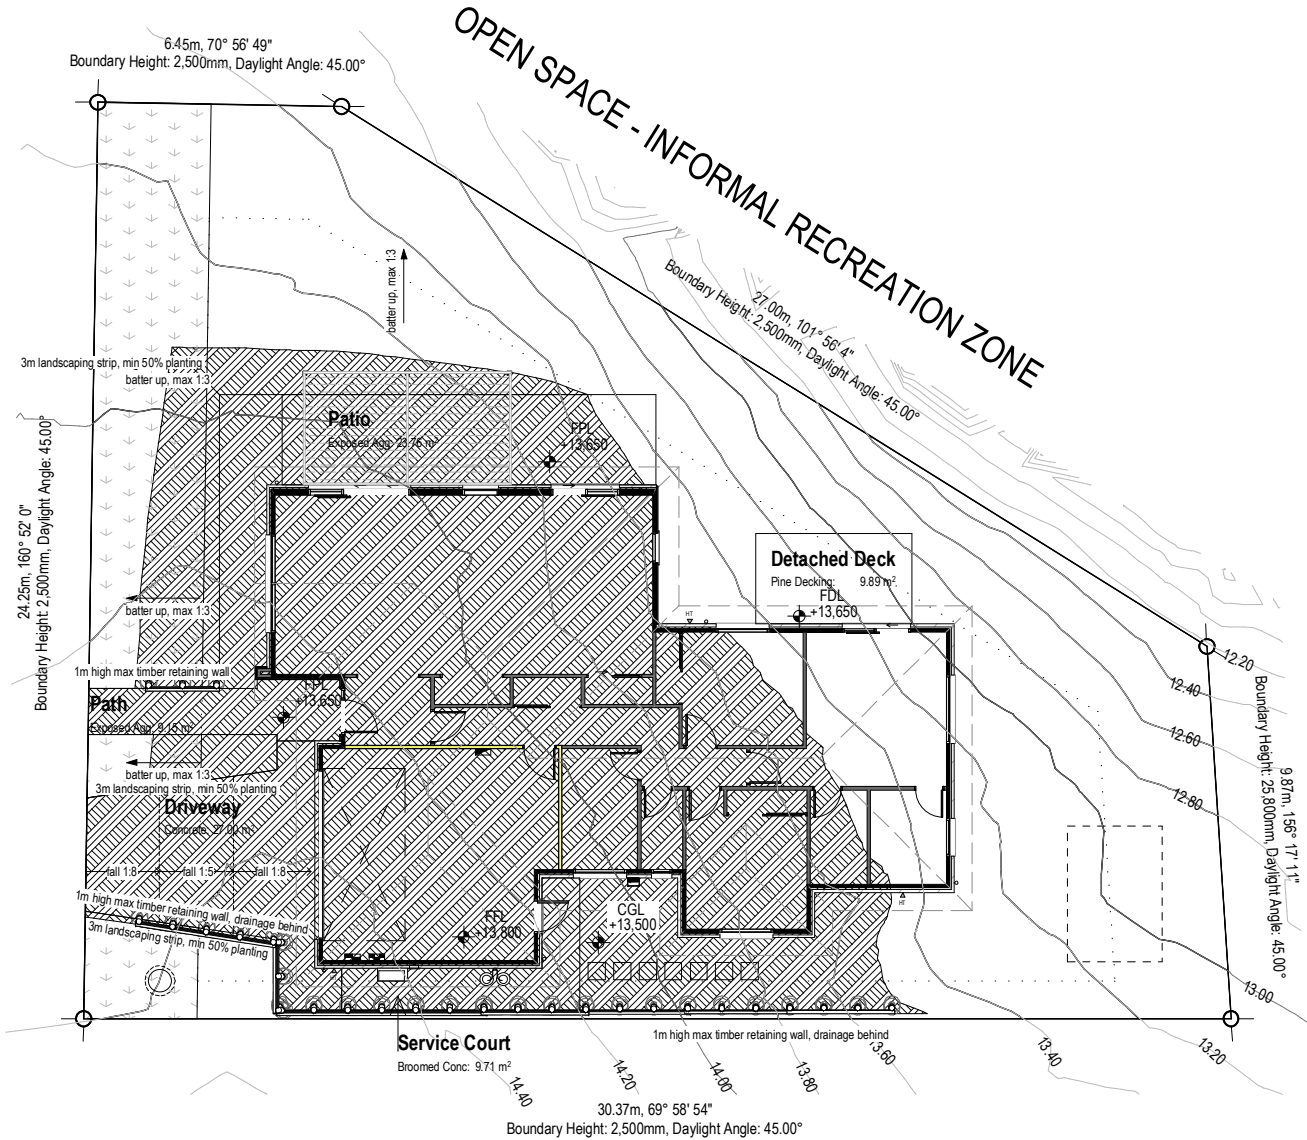 6.45m, 70° 56' 49"
Boundary Height: 2,500mm, Daylight Angle: 45.00°
OPEN SPACE - INFORMAL RECREATION ZONE
27.00m, 101° 56' 4"
Boundary Height: 2,500mm, Daylight Angle: 45.00°
batter up, max 1:3
3m landscaping strip, min 50% planting
batter up, max 1:3
24.25m, 160° 52' 0"
Boundary Height: 2,500mm, Daylight Angle: 45.00°
Patio
Exposed Agg: 23.76 m²
FPL
+13,650
Detached Deck
Pine Decking: 9.89 m²
FDL
+13,650
HT
batter up, max 1:3
1m high max timber retaining wall
Path
Exposed Agg: 9.15 m²
FPL
+13,650
batter up, max 1:3
3m landscaping strip, min 50% planting
Driveway
Concrete: 27.00 m²
fall 1:8
fall 1:5
fall 1:8
1m high max timber retaining wall, drainage behind
3m landscaping strip, min 50% planting
FFL
+13,800
CGL
+13,500
HT
12.20
12.40
12.60
12.80
13.00
9.87m, 156° 17' 11"
Boundary Height: 25,800mm, Daylight Angle: 45.00°
1m high max timber retaining wall, drainage behind
Service Court
Broomed Conc: 9.71 m²
14.40
14.20
14.00
13.80
13.60
13.40
13.20
30.37m, 69° 58' 54"
Boundary Height: 2,500mm, Daylight Angle: 45.00°